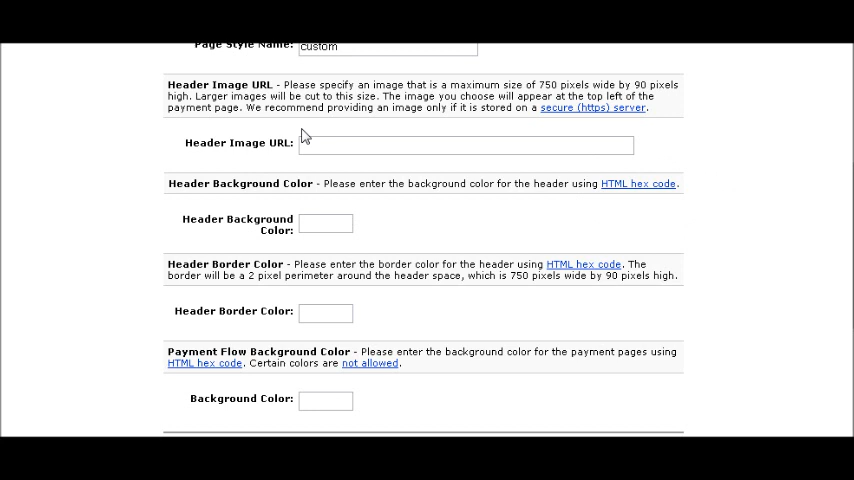 Page Style Name: custom
Header Image URL - Please specify an image that is a maximum size of 750 pixels wide by 90 pixels
high. Larger images will be cut to this size. The image you choose will appear at the top left of the
payment page. We recommend providing an image only if it is stored on a secure (https) server.
Header Image URL:
Header Background Color - Please enter the background color for the header using HTML hex code.
Header Background
Color:
Header Border Color - Please enter the border color for the header using HTML hex code. The
border will be a 2 pixel perimeter around the header space, which is 750 pixels wide by 90 pixels high.
Header Border Color:
Payment Flow Background Color - Please enter the background color for the payment pages using
HTML hex code. Certain colors are not allowed.
Background Color: